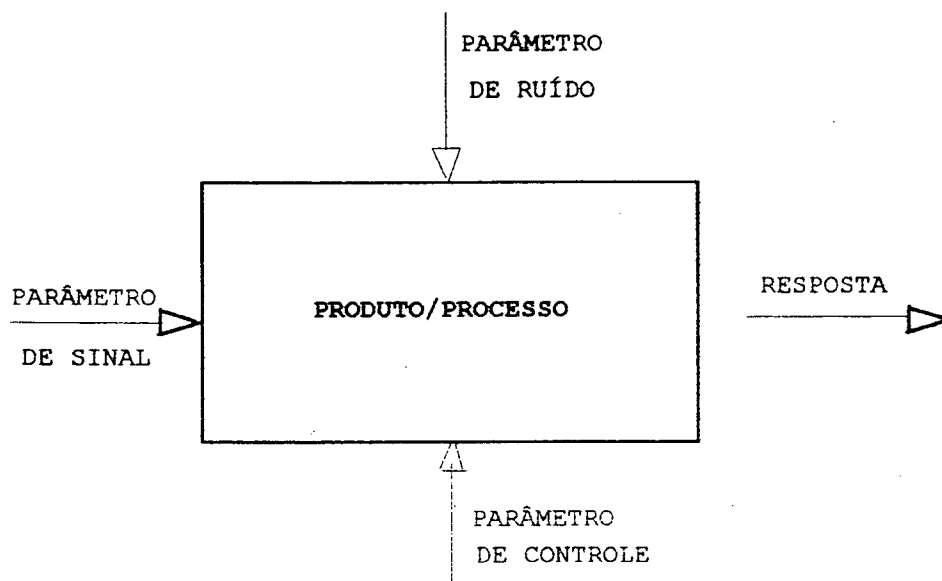 PARÂMETRO
DE RUÍDO
PARÂMETRO
DE SINAL
PRODUTO/PROCESSO
RESPOSTA
PARÂMETRO
DE CONTROLE